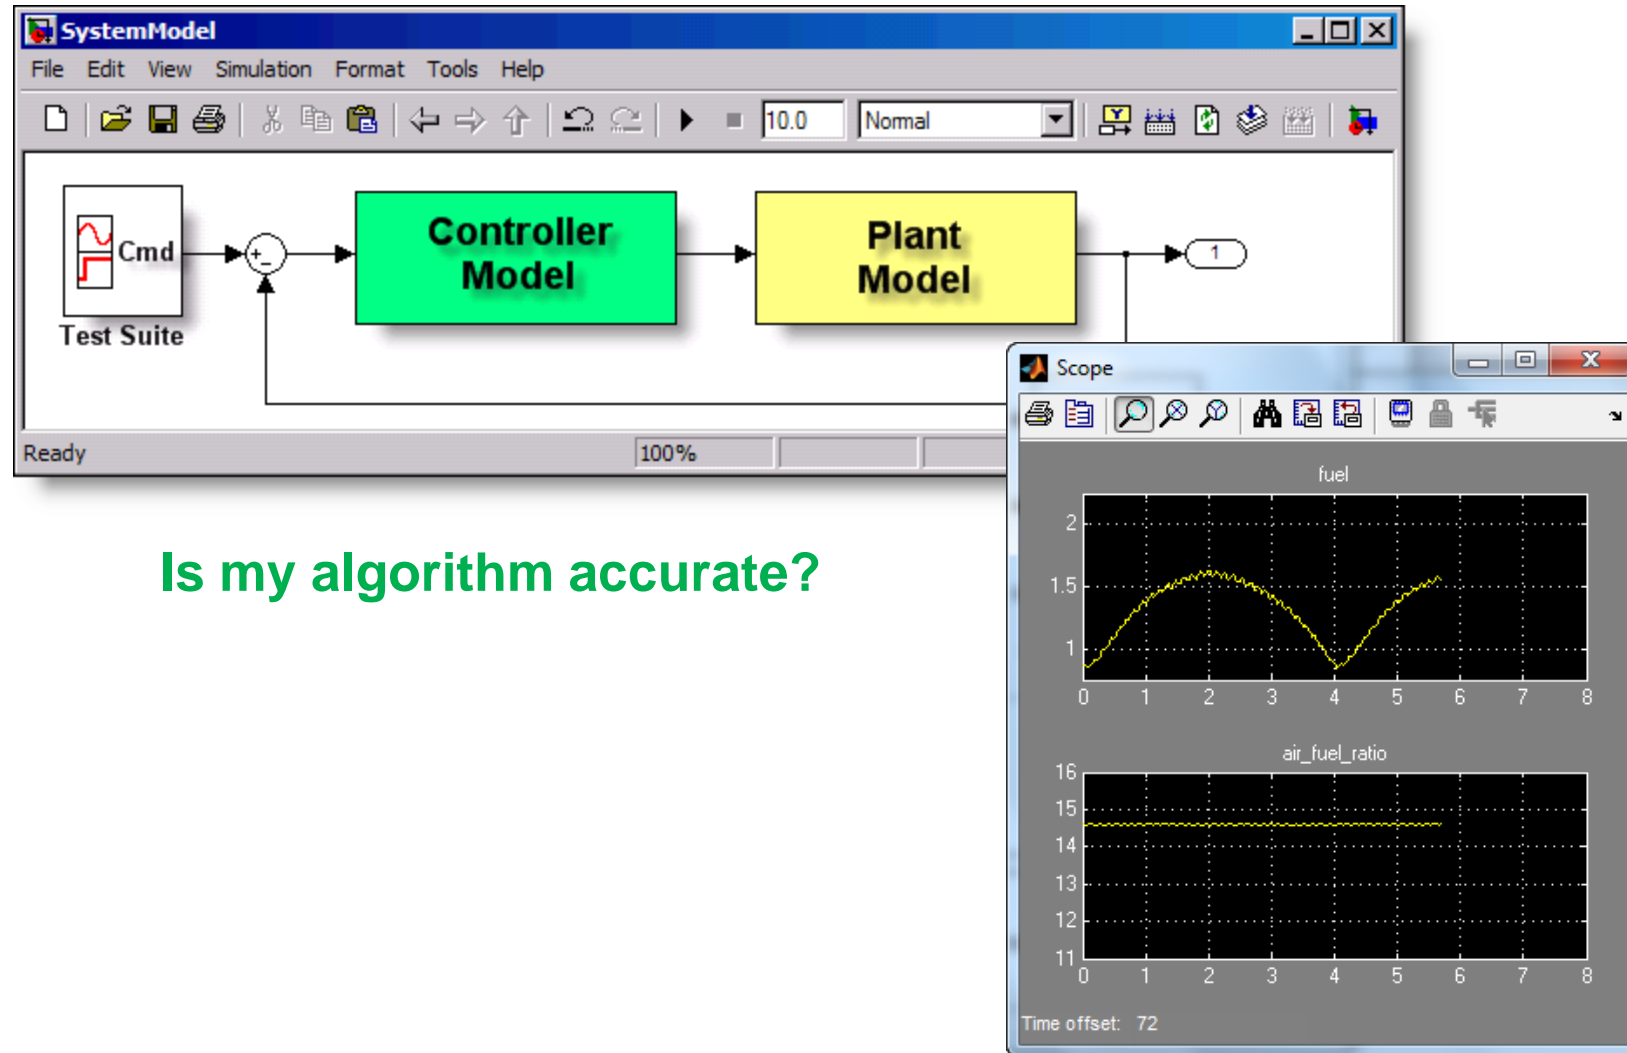 SystemModel
File Edit View Simulation Format Tools Help
10.0 Normal
Cmd
Test Suite
+
−
Controller
Model
Plant
Model
1
Ready 100%
Is my algorithm accurate?
Scope
fuel
2
1.5
1
0 1 2 3 4 5 6 7 8
air_fuel_ratio
16
15
14
13
12
11
0 1 2 3 4 5 6 7 8
Time offset: 72